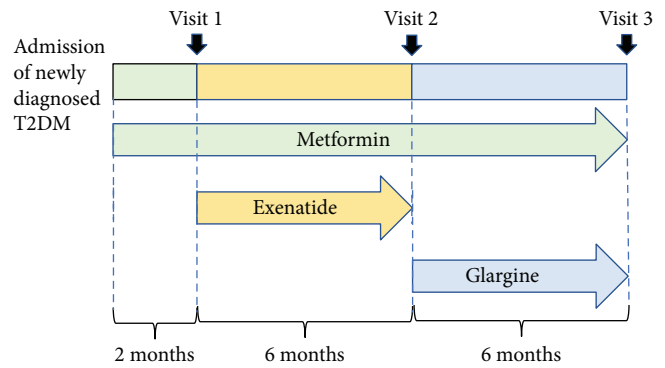 Visit 1
Visit 2
Visit 3
Admission
of newly
diagnosed
T2DM
Metformin
Exenatide
Glargine
2 months
6 months
6 months